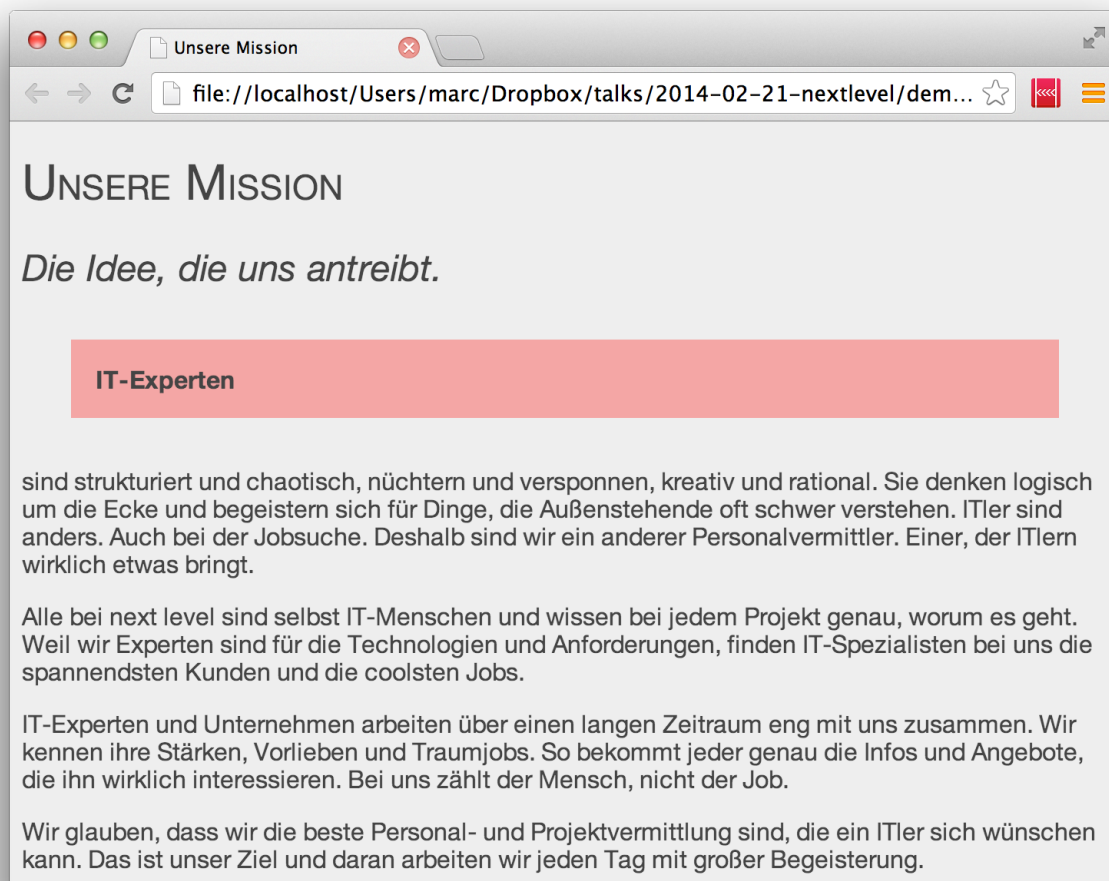 Unsere Mission
file://localhost/Users/marc/Dropbox/talks/2014-02-21-nextlevel/dem...
Unsere Mission
Die Idee, die uns antreibt.
IT-Experten
sind strukturiert und chaotisch, nüchtern und versponnen, kreativ und rational. Sie denken logisch
um die Ecke und begeistern sich für Dinge, die Außenstehende oft schwer verstehen. ITler sind
anders. Auch bei der Jobsuche. Deshalb sind wir ein anderer Personalvermittler. Einer, der ITlern
wirklich etwas bringt.
Alle bei next level sind selbst IT-Menschen und wissen bei jedem Projekt genau, worum es geht.
Weil wir Experten sind für die Technologien und Anforderungen, finden IT-Spezialisten bei uns die
spannendsten Kunden und die coolsten Jobs.
IT-Experten und Unternehmen arbeiten über einen langen Zeitraum eng mit uns zusammen. Wir
kennen ihre Stärken, Vorlieben und Traumjobs. So bekommt jeder genau die Infos und Angebote,
die ihn wirklich interessieren. Bei uns zählt der Mensch, nicht der Job.
Wir glauben, dass wir die beste Personal- und Projektvermittlung sind, die ein ITler sich wünschen
kann. Das ist unser Ziel und daran arbeiten wir jeden Tag mit großer Begeisterung.